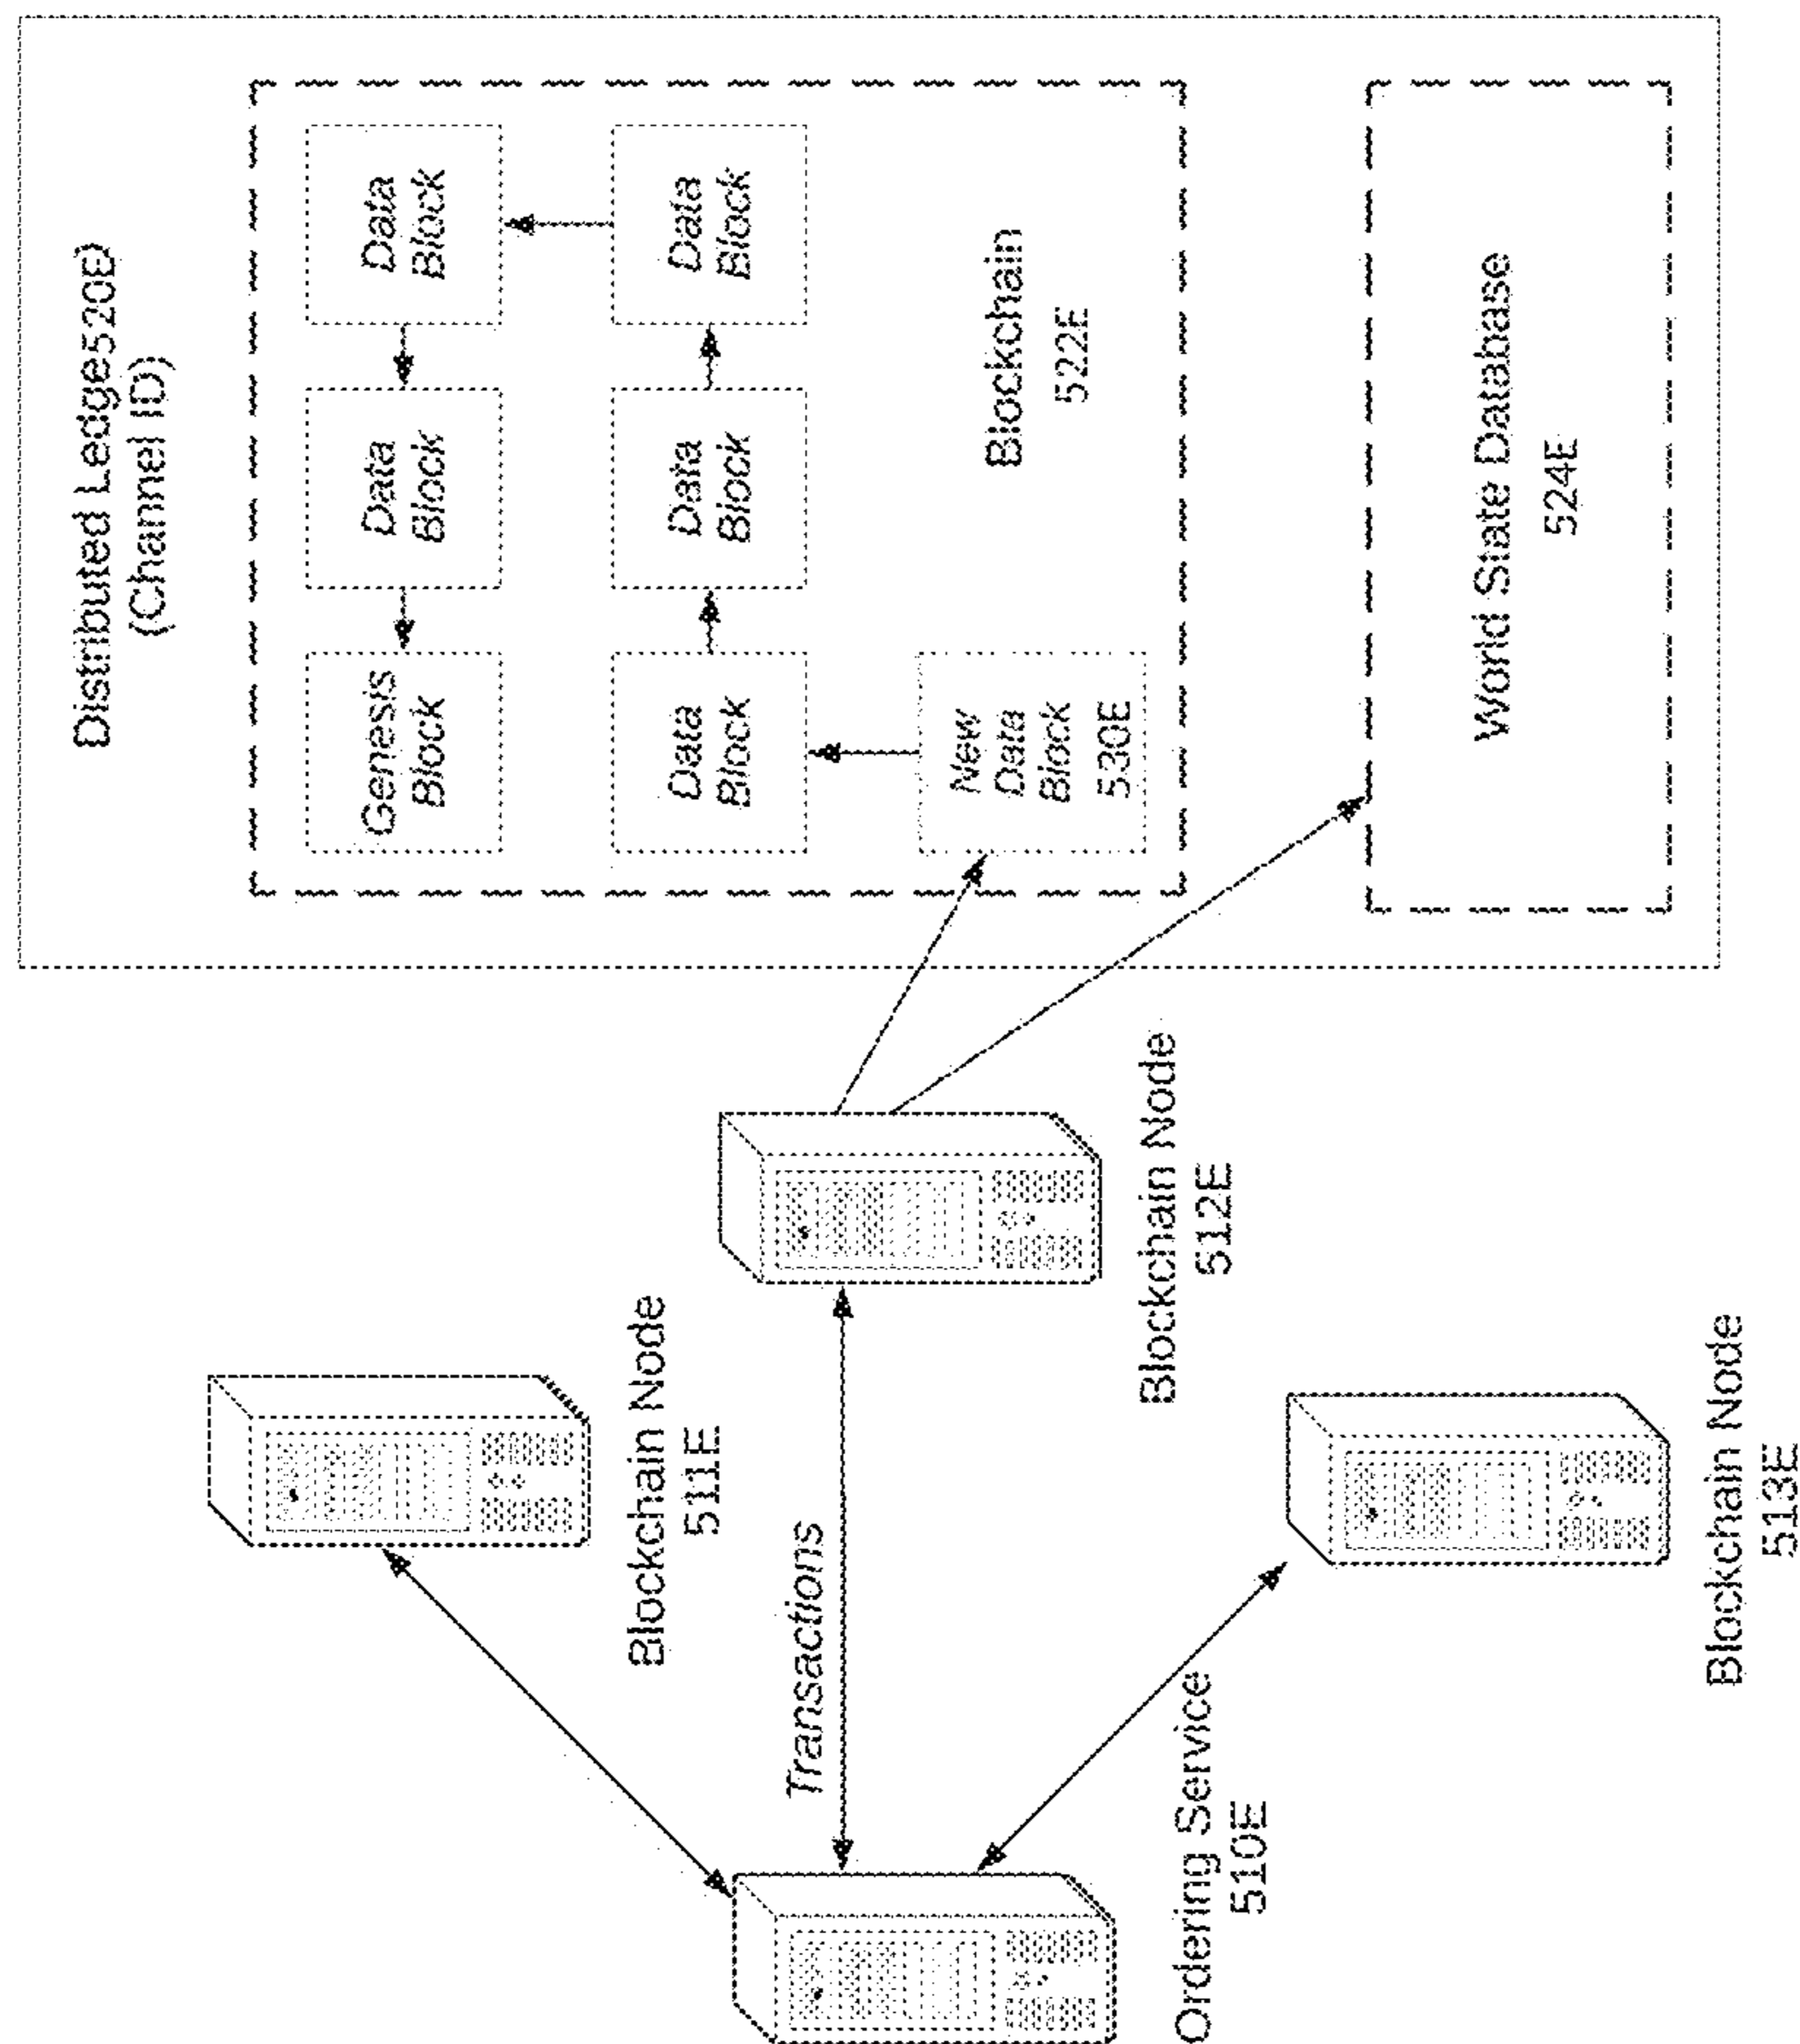 Distributed Ledge520E)
(Channel ID)
Genesis
Block
Data
Block
Data
Block
Data
Block
Data
Block
Data
Block
New
Data
Block
530E
Blockchain
522E
World State Database
524E
Blockchain Node
511E
Transactions
Blockchain Node
512E
Ordering Service
510E
Blockchain Node
513E